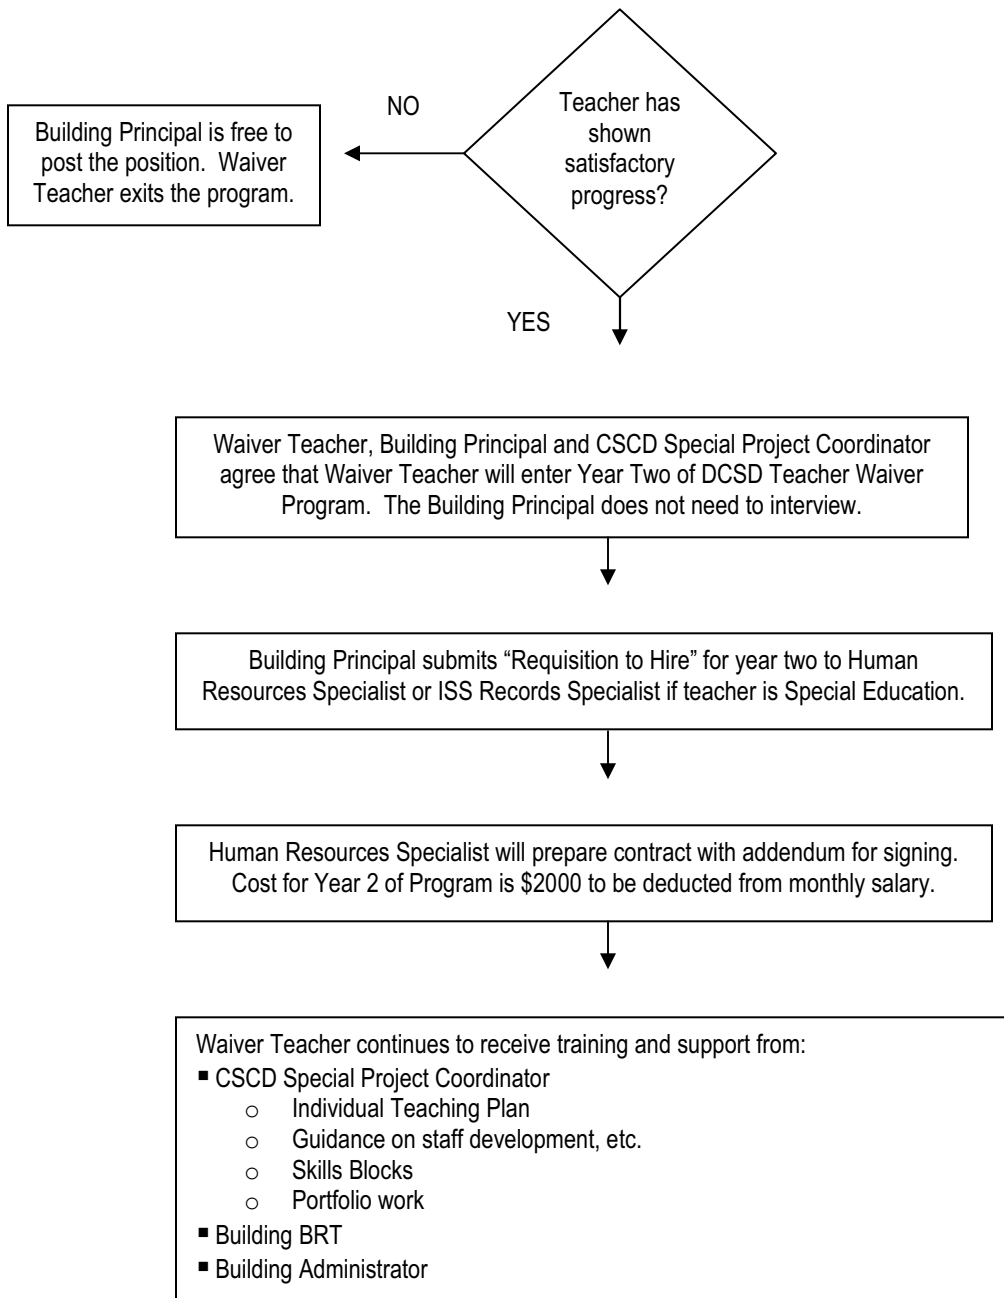 Teacher has
shown
satisfactory
progress?
NO
Building Principal is free to
post the position.  Waiver
Teacher exits the program.
YES
Waiver Teacher, Building Principal and CSCD Special Project Coordinator
agree that Waiver Teacher will enter Year Two of DCSD Teacher Waiver
Program.  The Building Principal does not need to interview.
Building Principal submits “Requisition to Hire” for year two to Human
Resources Specialist or ISS Records Specialist if teacher is Special Education.
Human Resources Specialist will prepare contract with addendum for signing.
Cost for Year 2 of Program is $2000 to be deducted from monthly salary.
Waiver Teacher continues to receive training and support from:
▪ CSCD Special Project Coordinator
o Individual Teaching Plan
o Guidance on staff development, etc.
o Skills Blocks
o Portfolio work
▪ Building BRT
▪ Building Administrator